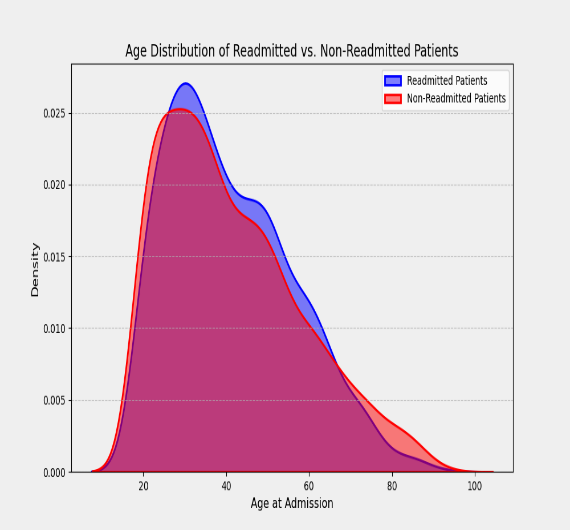 Age Distribution of Readmitted vs. Non-Readmitted Patients
Readmitted Patients
Non-Readmitted Patients
0.025
0.020
0.015
0.010
0.005
0.000
Density
20 40 60 80 100
Age at Admission